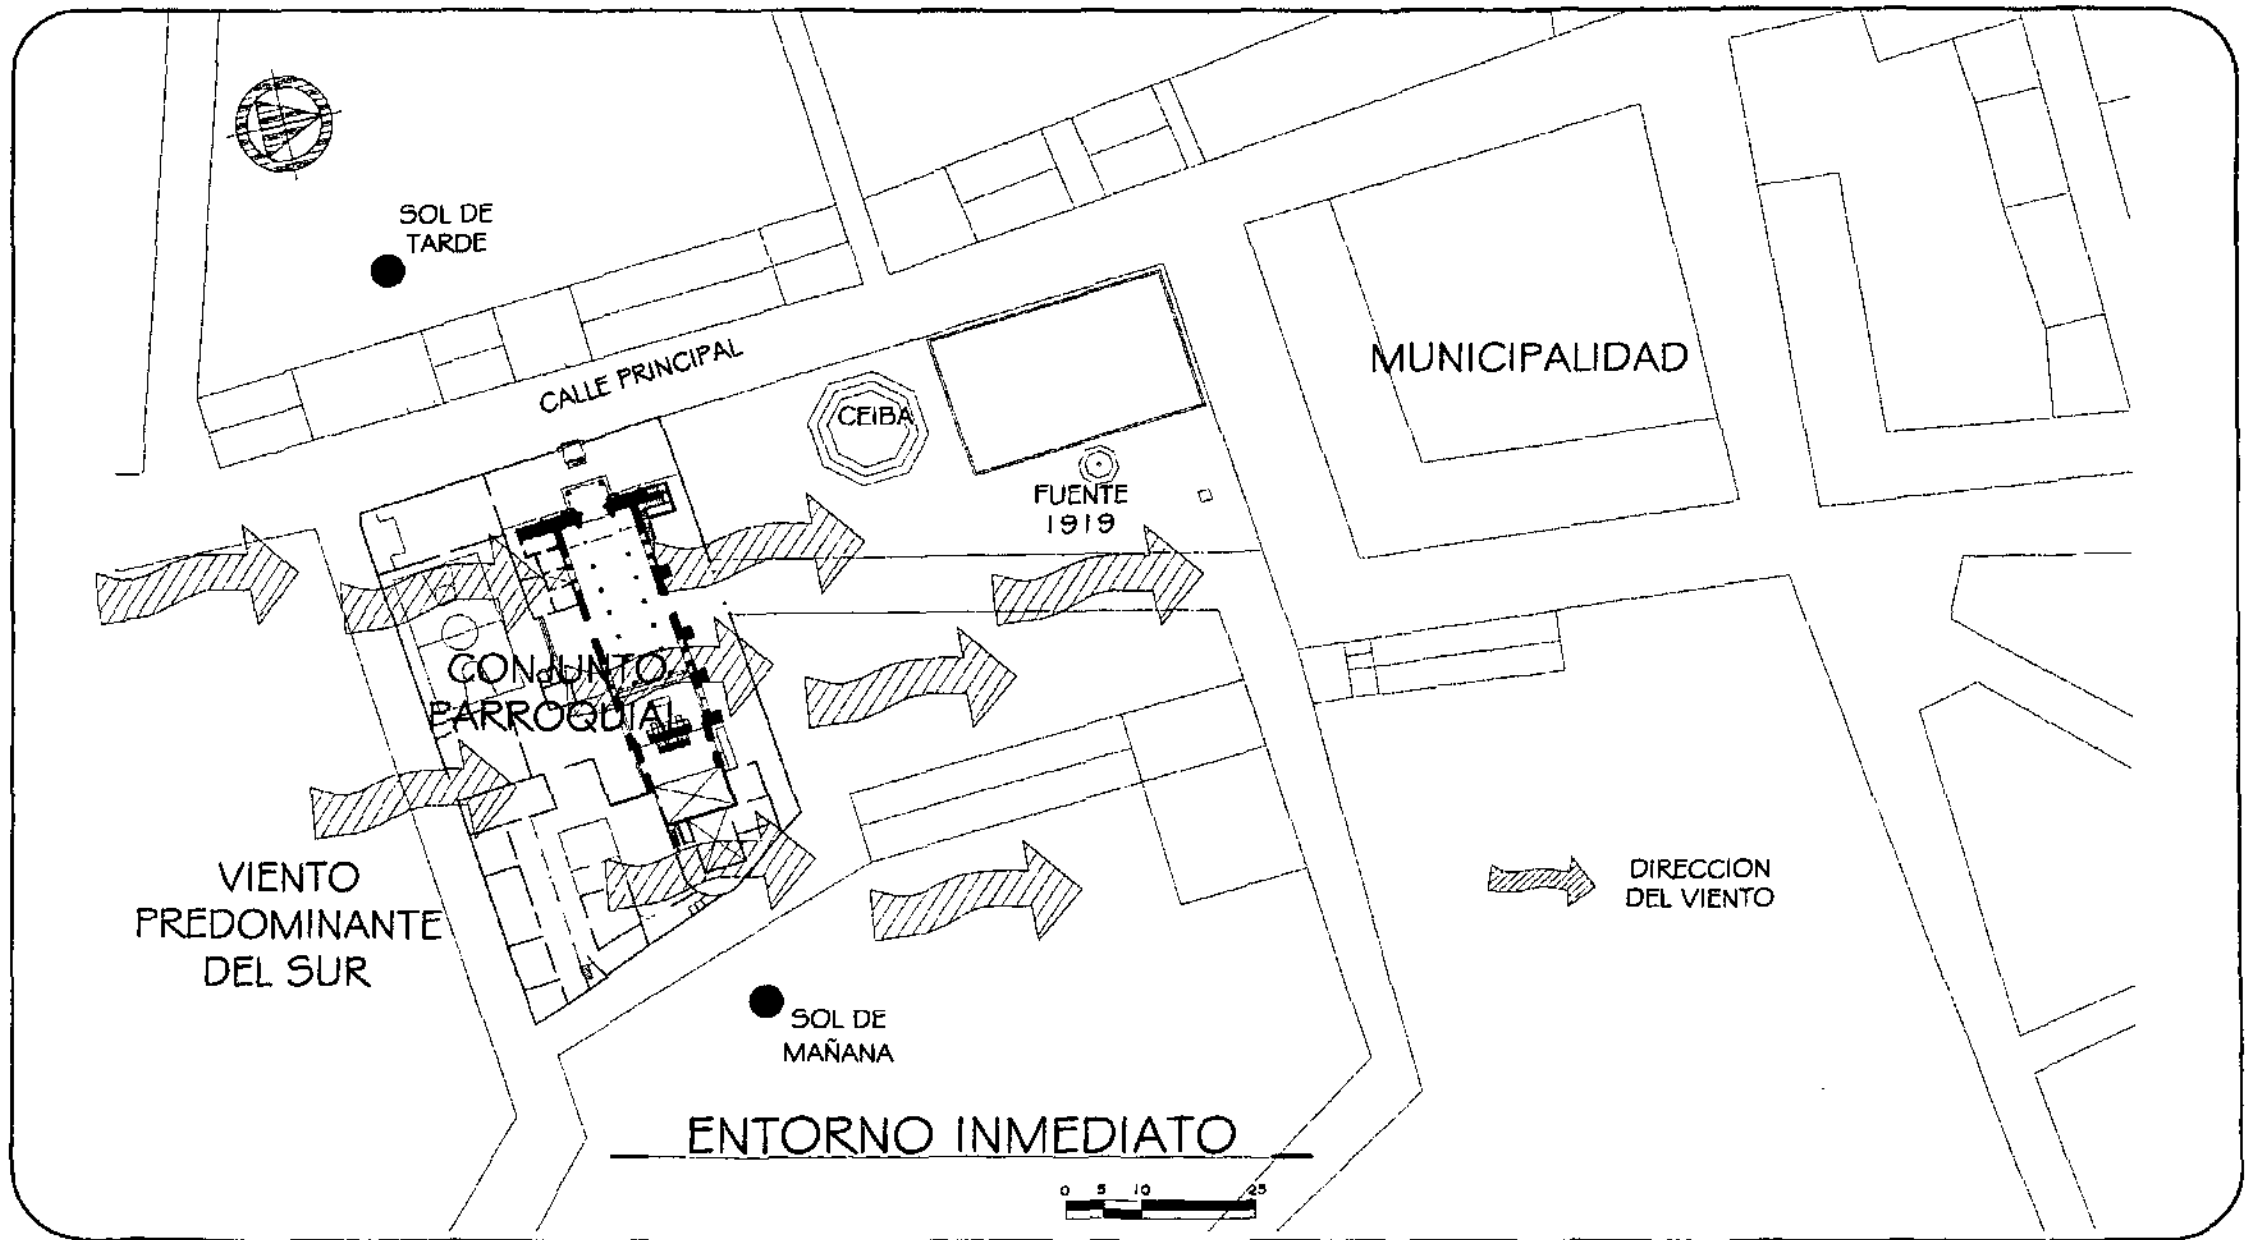 SOL DE
TARDE
CALLE PRINCIPAL
MUNICIPALIDAD
CEIBA
FUENTE
1919
CONJUNTO
PARROQUIAL
VIENTO
PREDOMINANTE
DEL SUR
DIRECCION
DEL VIENTO
SOL DE
MAÑANA
ENTORNO INMEDIATO
0 5 10 25